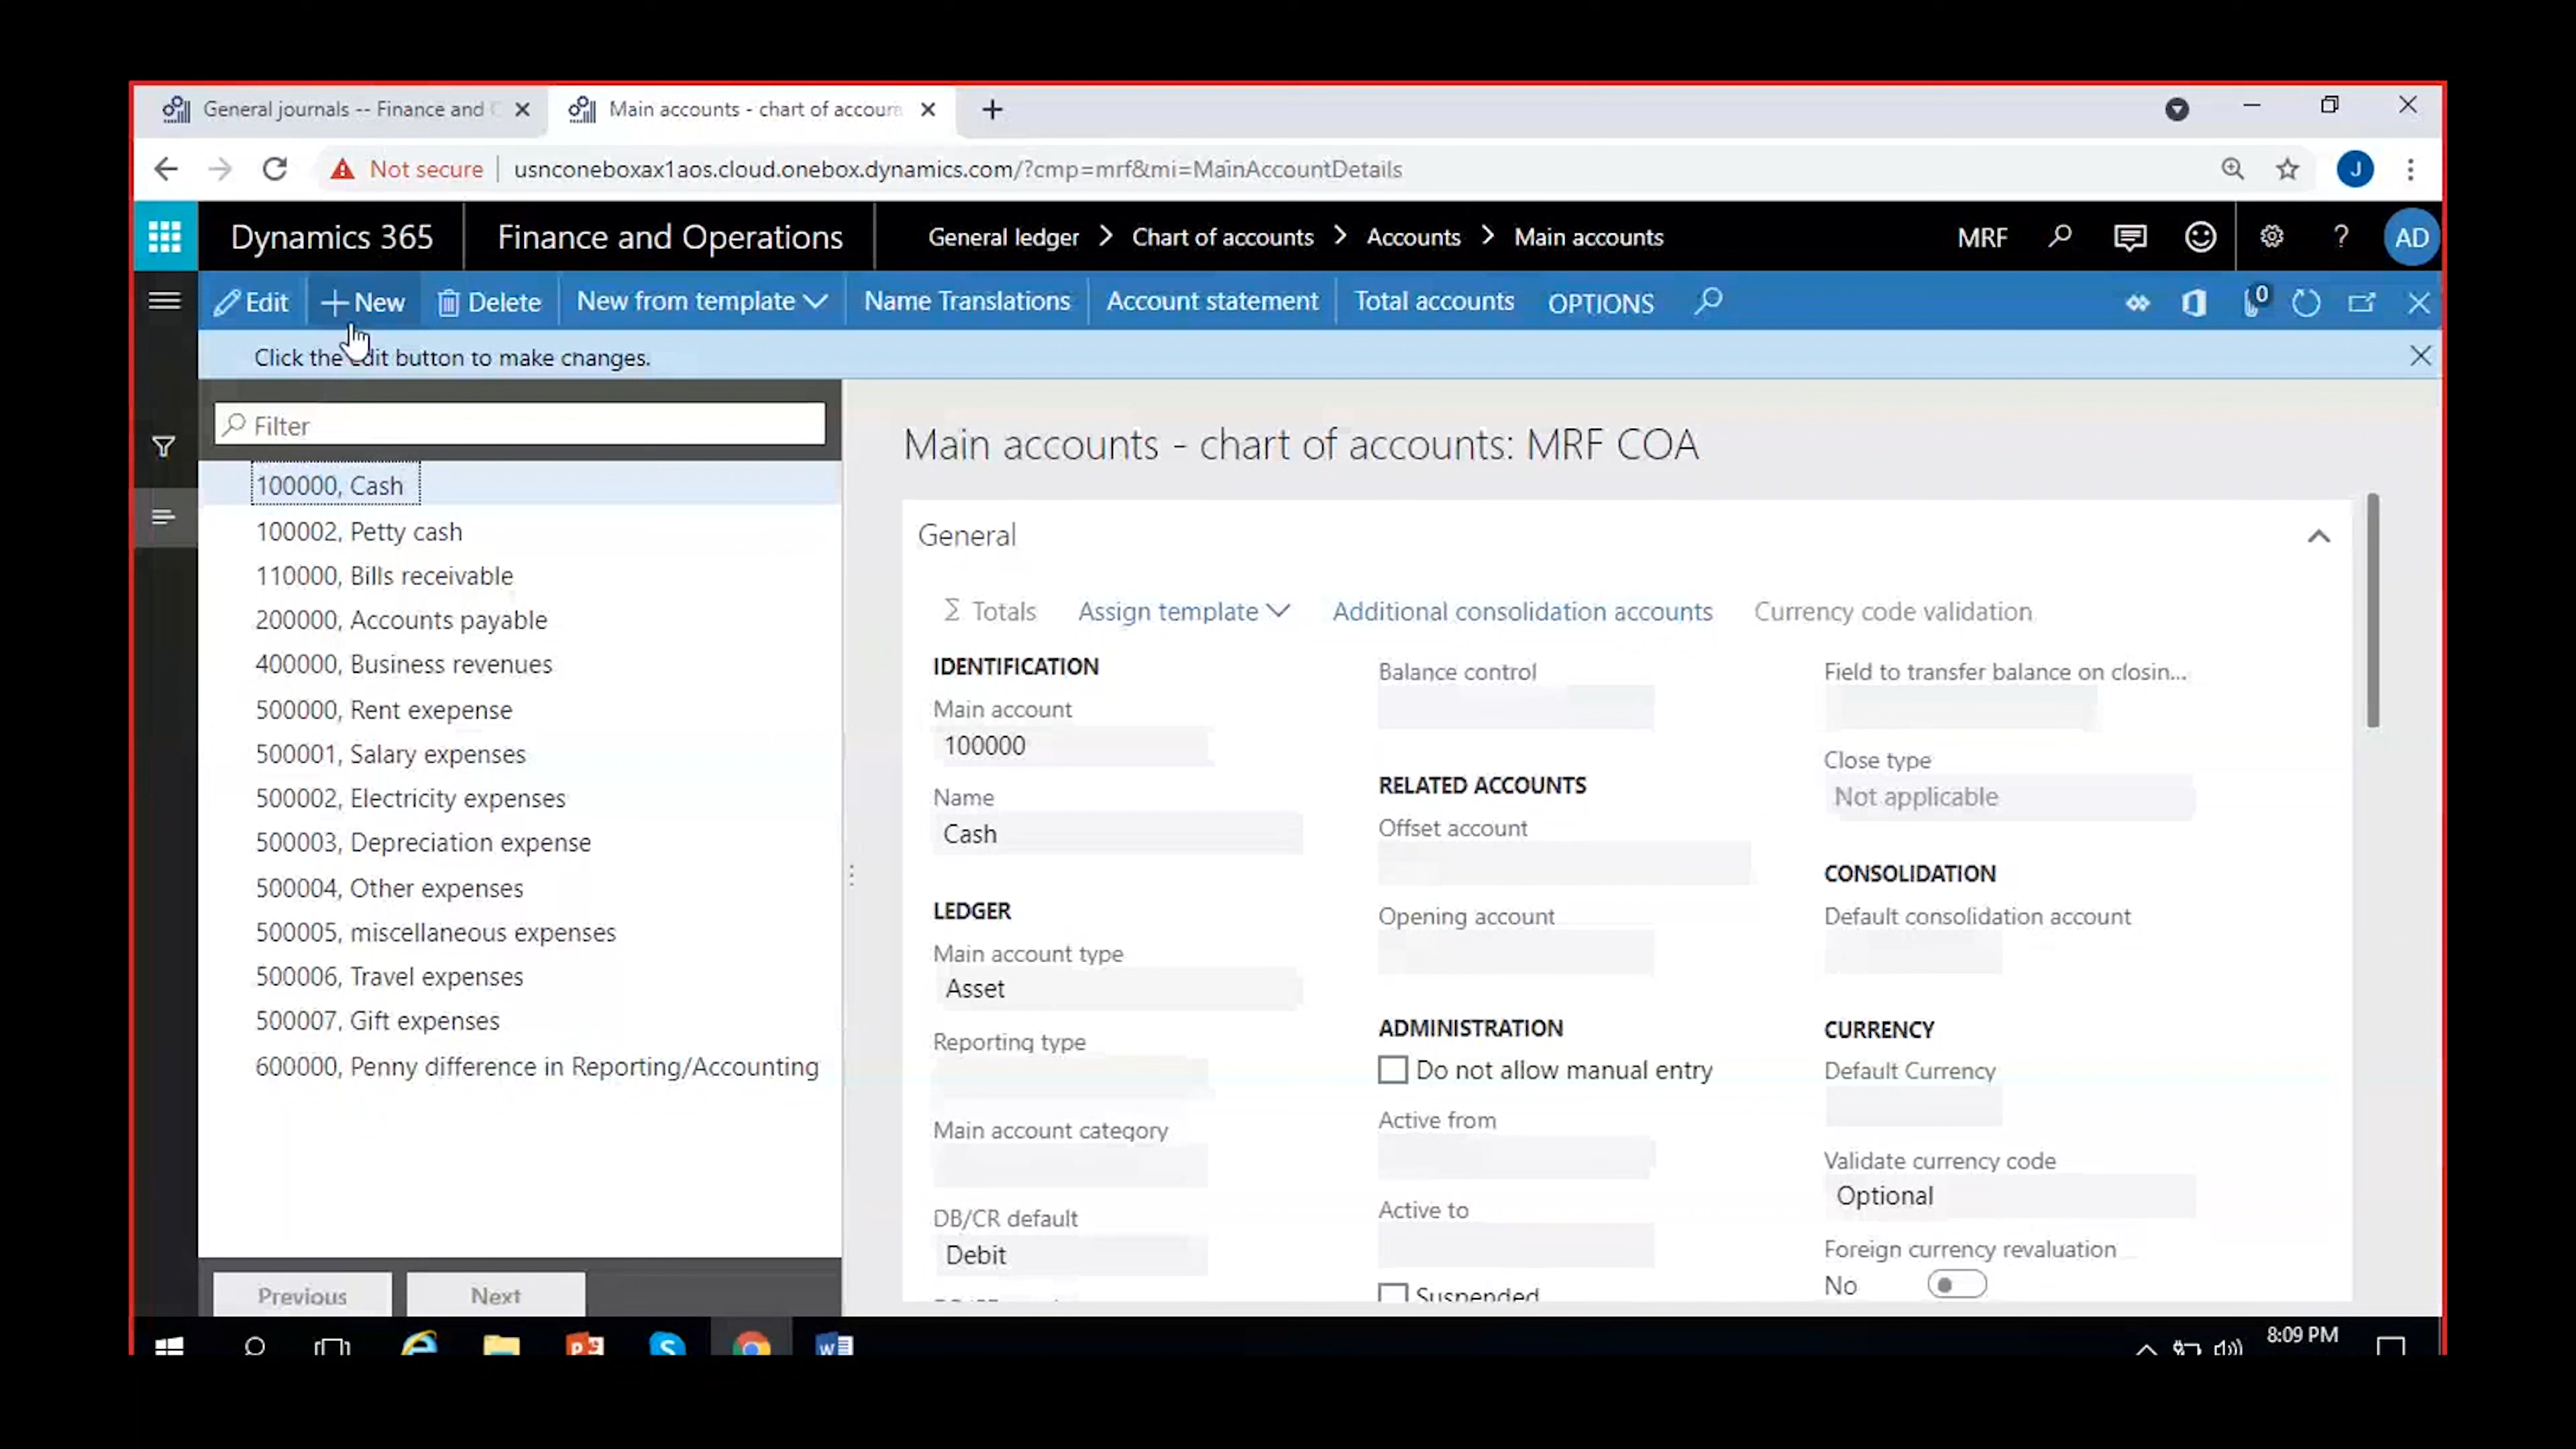 General journals -- Finance and
Main accounts - chart of accoun
Not secure
usnconeboxax1aos.cloud.onebox.dynamics.com/?cmp=mrf&mi=MainAccountDetails
J
Dynamics 365
Finance and Operations
General ledger > Chart of accounts > Accounts > Main accounts
MRF
?
AD
Edit
+ New
Delete
New from template
Name Translations
Account statement
Total accounts
OPTIONS
0
Click the edit button to make changes.
Filter
100000, Cash
100002, Petty cash
110000, Bills receivable
200000, Accounts payable
400000, Business revenues
500000, Rent exepense
500001, Salary expenses
500002, Electricity expenses
500003, Depreciation expense
500004, Other expenses
500005, miscellaneous expenses
500006, Travel expenses
500007, Gift expenses
600000, Penny difference in Reporting/Accounting
Previous
Next
Main accounts - chart of accounts: MRF COA
General
Σ Totals
Assign template
Additional consolidation accounts
Currency code validation
IDENTIFICATION
Main account
100000
Name
Cash
LEDGER
Main account type
Asset
Reporting type
Main account category
DB/CR default
Debit
Balance control
RELATED ACCOUNTS
Offset account
Opening account
ADMINISTRATION
Do not allow manual entry
Active from
Active to
Suspended
Field to transfer balance on closin...
Close type
Not applicable
CONSOLIDATION
Default consolidation account
CURRENCY
Default Currency
Validate currency code
Optional
Foreign currency revaluation
No
8:09 PM